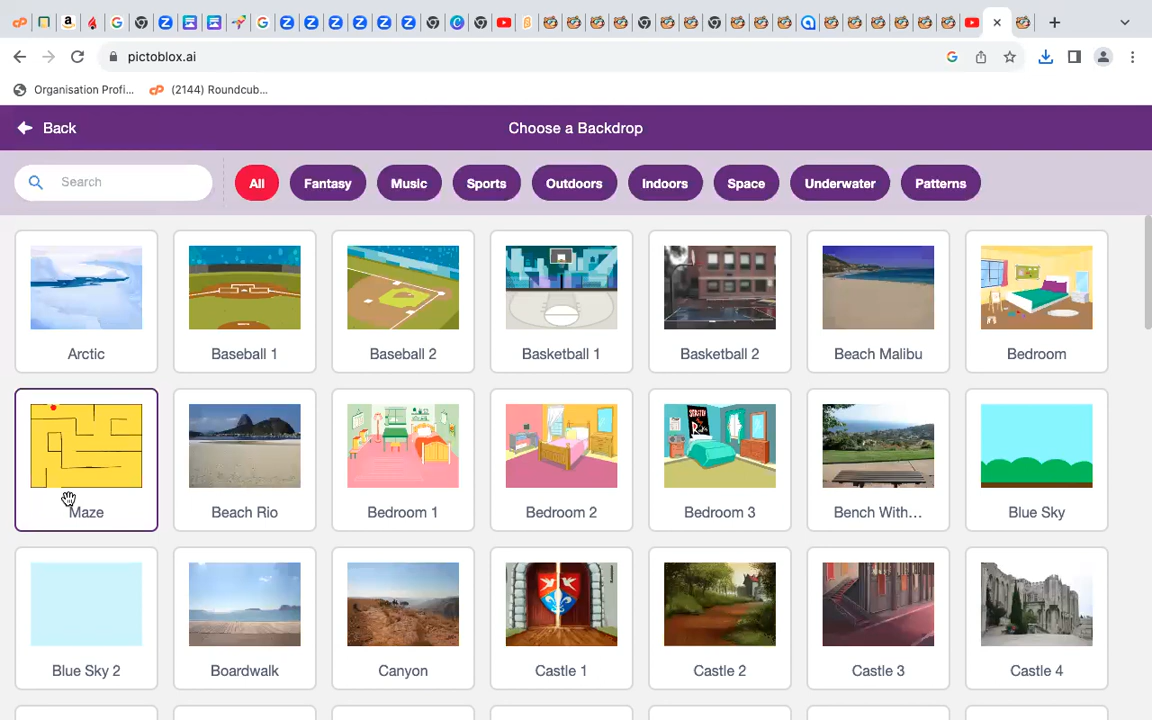 pictoblox.ai
Organisation Profi...
(2144) Roundcub...
Back
Choose a Backdrop
Search
All
Fantasy
Music
Sports
Outdoors
Indoors
Space
Underwater
Patterns
Arctic
Baseball 1
Baseball 2
Basketball 1
Basketball 2
Beach Malibu
Bedroom
Maze
Beach Rio
Bedroom 1
Bedroom 2
Bedroom 3
Bench With...
Blue Sky
Blue Sky 2
Boardwalk
Canyon
Castle 1
Castle 2
Castle 3
Castle 4